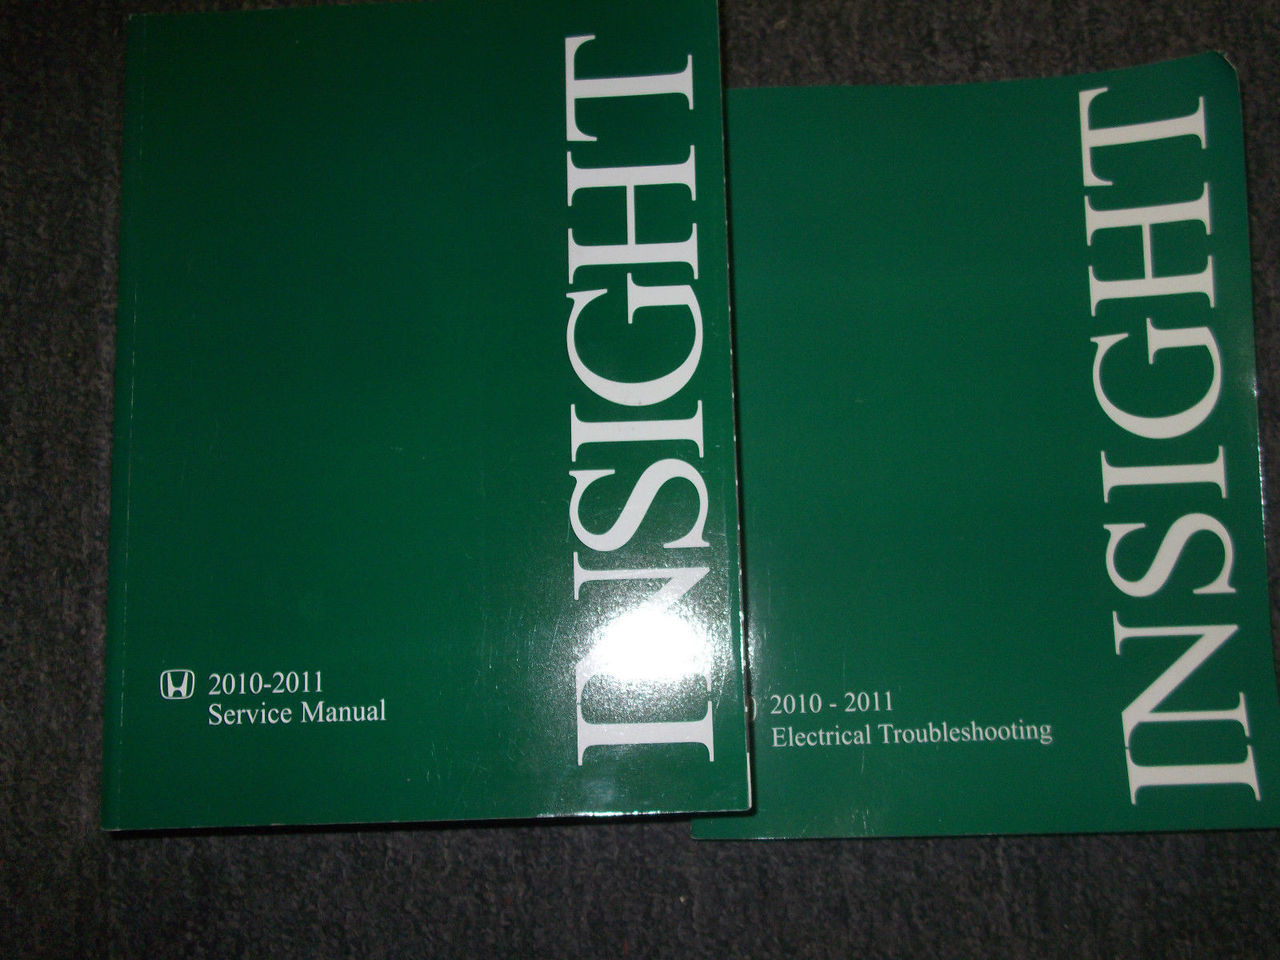 INSIGHT
2010-2011
Service Manual
INSIGHT
2010 - 2011
Electrical Troubleshooting